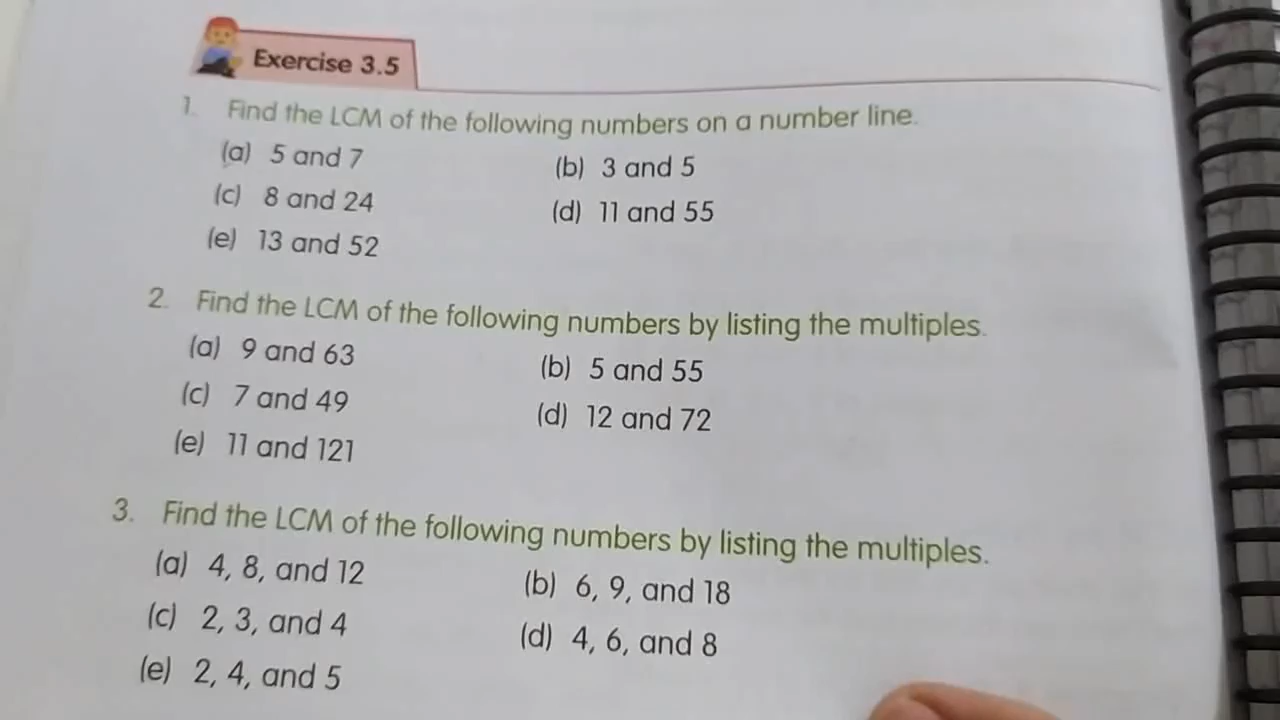 Exercise 3.5
1. Find the LCM of the following numbers on a number line.
(a) 5 and 7 (b) 3 and 5
(c) 8 and 24 (d) 11 and 55
(e) 13 and 52
2. Find the LCM of the following numbers by listing the multiples.
(a) 9 and 63 (b) 5 and 55
(c) 7 and 49 (d) 12 and 72
(e) 11 and 121
3. Find the LCM of the following numbers by listing the multiples.
(a) 4, 8, and 12 (b) 6, 9, and 18
(c) 2, 3, and 4 (d) 4, 6, and 8
(e) 2, 4, and 5